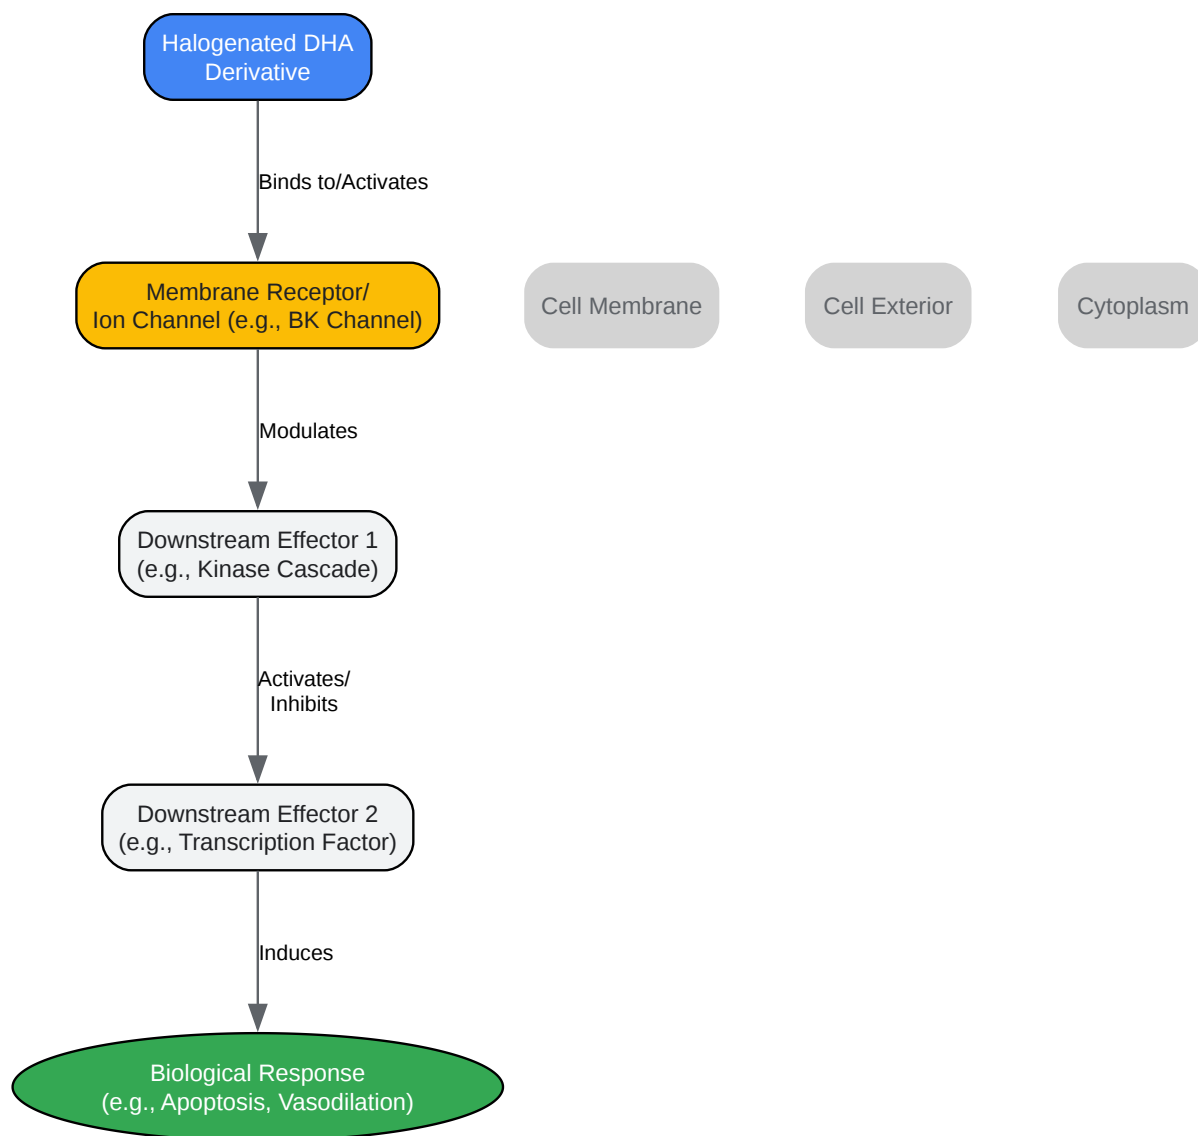 Halogenated DHA
Derivative
Binds to/Activates
Membrane Receptor/
Ion Channel (e.g., BK Channel)
Cell Membrane
Cell Exterior
Cytoplasm
Modulates
Downstream Effector 1
(e.g., Kinase Cascade)
Activates/
Inhibits
Downstream Effector 2
(e.g., Transcription Factor)
Induces
Biological Response
(e.g., Apoptosis, Vasodilation)